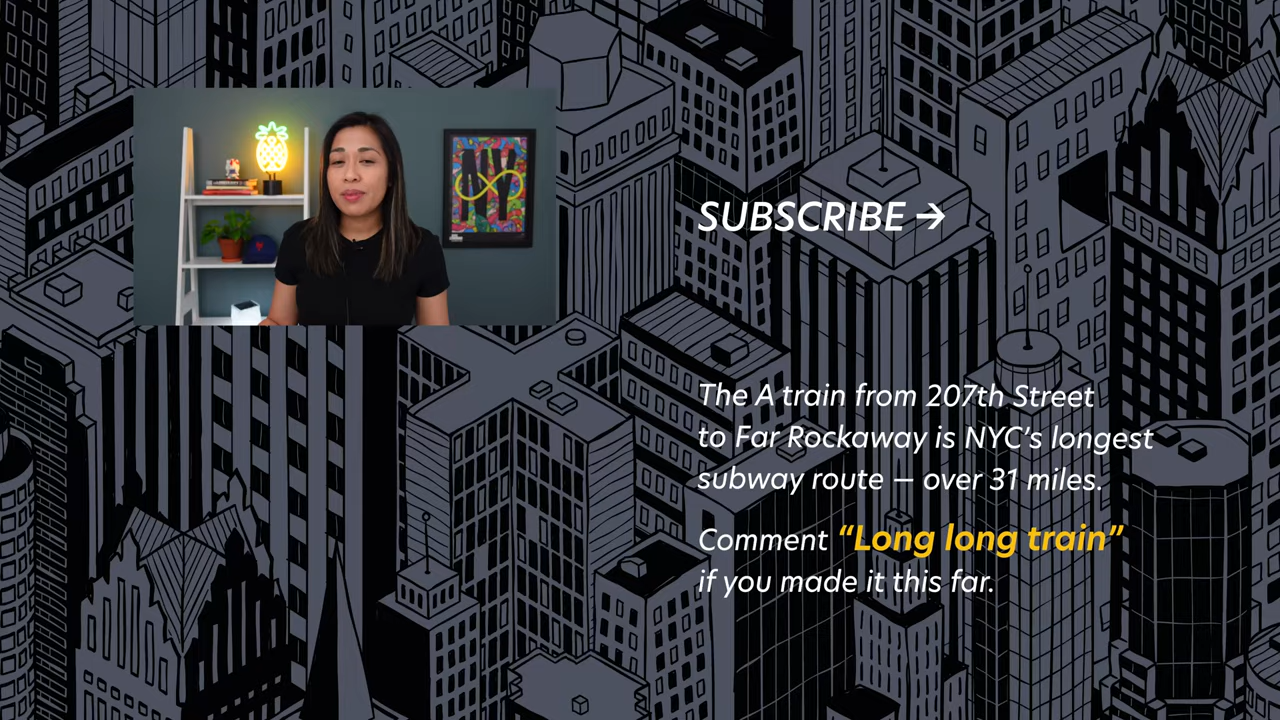 SUBSCRIBE →
The A train from 207th Street
to Far Rockaway is NYC’s longest
subway route – over 31 miles.
Comment “Long long train”
if you made it this far.